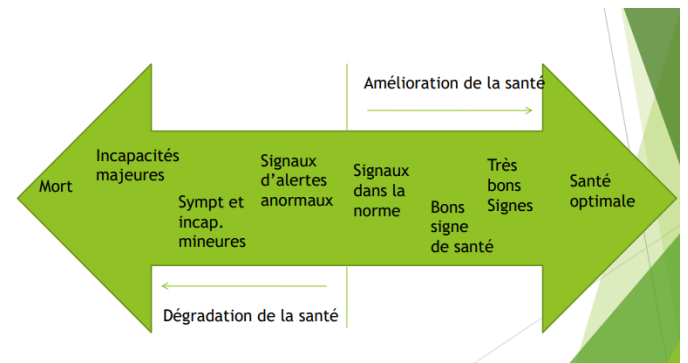 Amélioration de la santé
Mort
Incapacités
majeures
Sympt et
incap.
mineures
Signaux
d'alertes
anormaux
Signaux
dans la
norme
Bons
signe
de santé
Très
bons
Signes
Santé
optimale
Dégradation de la santé